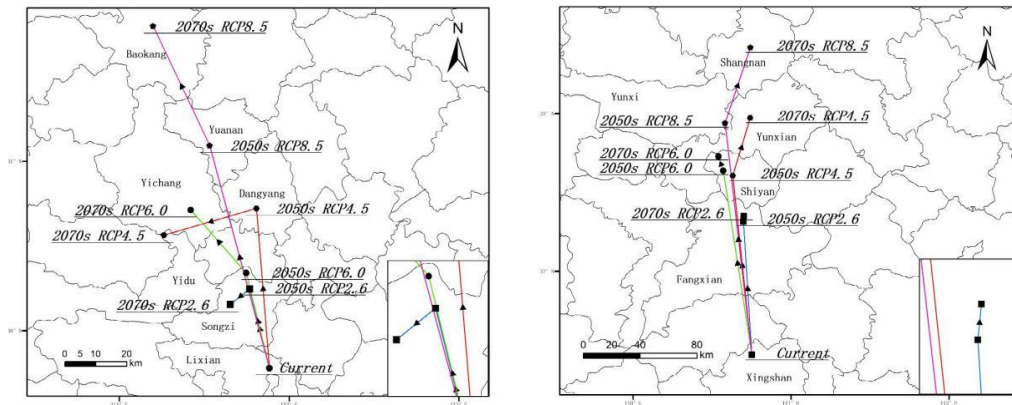 2070s RCP8.5
N
Baokang
Yuanan
2050s RCP8.5
Yichang
Dangyang
2070s RCP6.0
2050s RCP4.5
2070s RCP4.5
Yidu
2050s RCP6.0
2050s RCP2.6
2070s RCP2.6
Songzi
0 5 10 20
km
Lixian
Current
2070s RCP8.5
N
Shangnan
Yunxi
2050s RCP8.5
2070s RCP4.5
Yunxian
2070s RCP6.0
2050s RCP6.0
2050s RCP4.5
Shiyan
2070s RCP2.6
2050s RCP2.6
Fangxian
0 20 40 80
km
Current
Xingshan